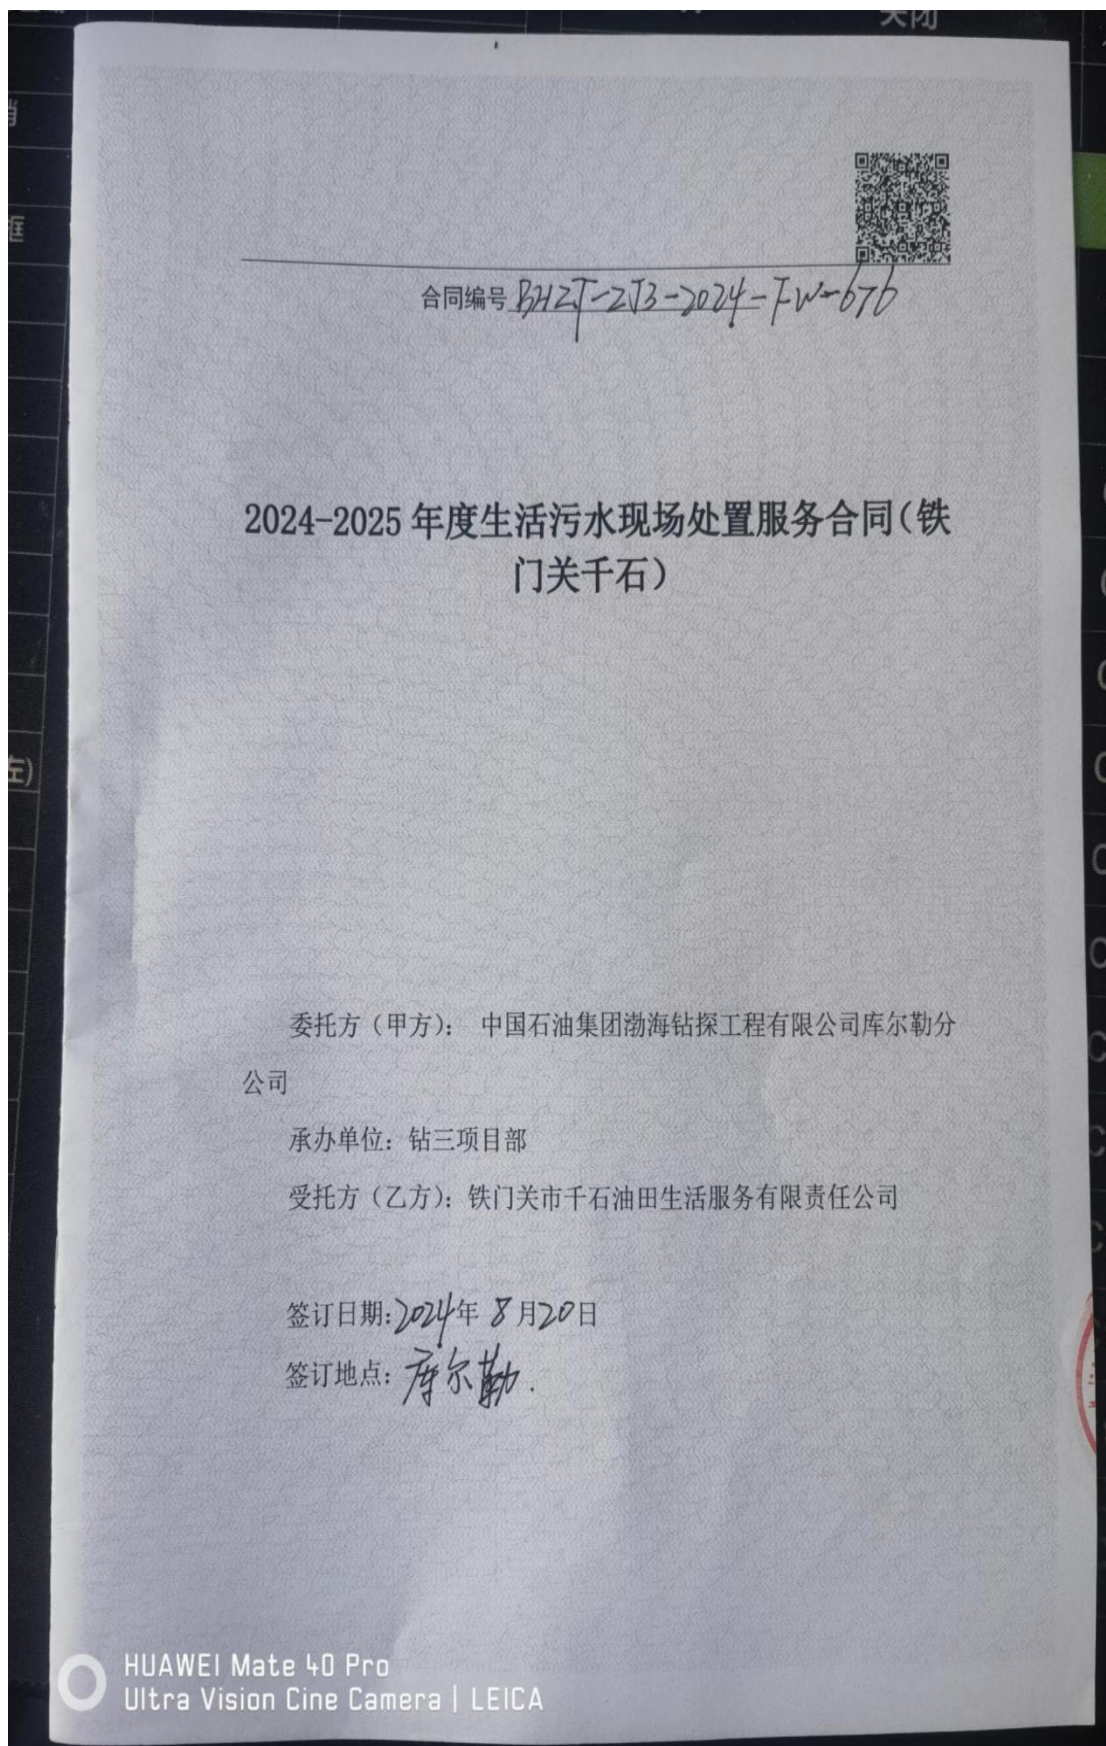 关闭
框
左)
合同编号 BHZT-ZJ3-2024-FW-676
2024-2025 年度生活污水现场处置服务合同（铁
门关千石）
委托方（甲方）： 中国石油集团渤海钻探工程有限公司库尔勒分
公司
承办单位：钻三项目部
受托方（乙方）：铁门关市千石油田生活服务有限责任公司
签订日期:2024年 8月20日
签订地点：库尔勒.
HUAWEI Mate 40 Pro
Ultra Vision Cine Camera | LEICA